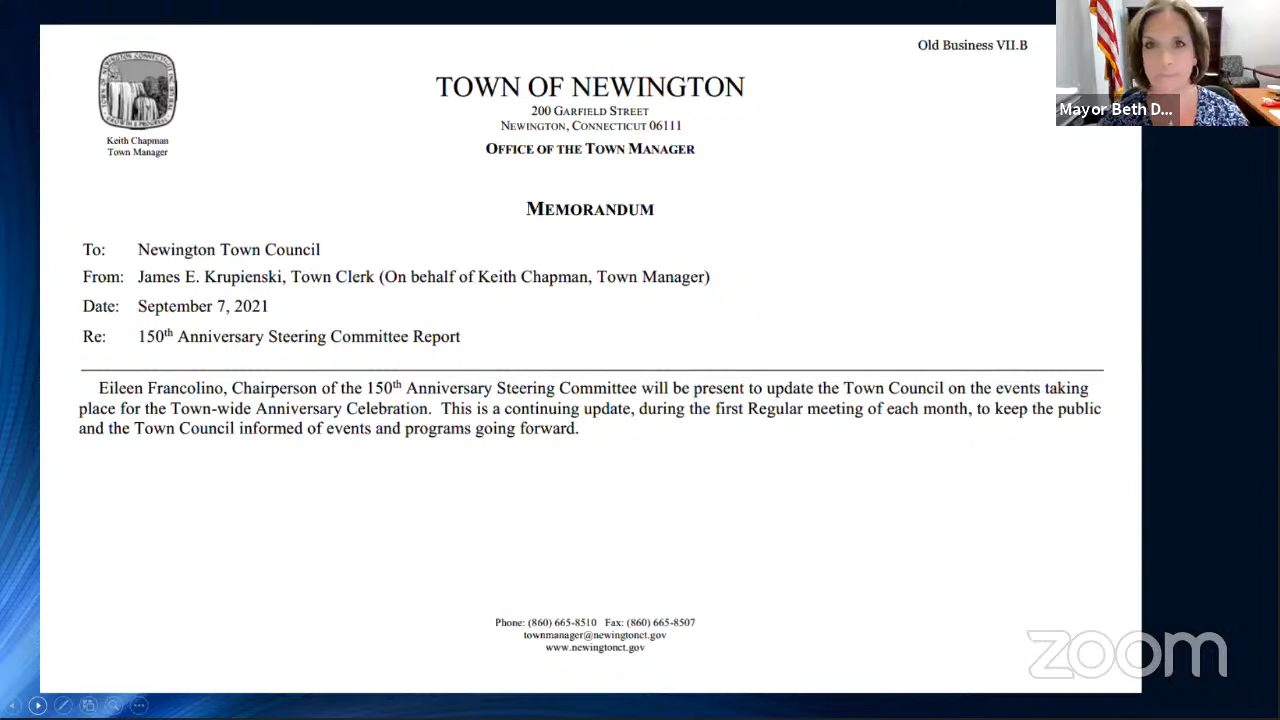 Old Business VII.B
Mayor Beth D...
TOWN OF NEWINGTON
200 GARFIELD STREET
NEWINGTON, CONNECTICUT 06111
OFFICE OF THE TOWN MANAGER
Keith Chapman
Town Manager
MEMORANDUM
To: Newington Town Council
From: James E. Krupienski, Town Clerk (On behalf of Keith Chapman, Town Manager)
Date: September 7, 2021
Re: 150th Anniversary Steering Committee Report
Eileen Francolino, Chairperson of the 150th Anniversary Steering Committee will be present to update the Town Council on the events taking
place for the Town-wide Anniversary Celebration. This is a continuing update, during the first Regular meeting of each month, to keep the public
and the Town Council informed of events and programs going forward.
Phone: (860) 665-8510 Fax: (860) 665-8507
townmanager@newingtonct.gov
www.newingtonct.gov
zoom